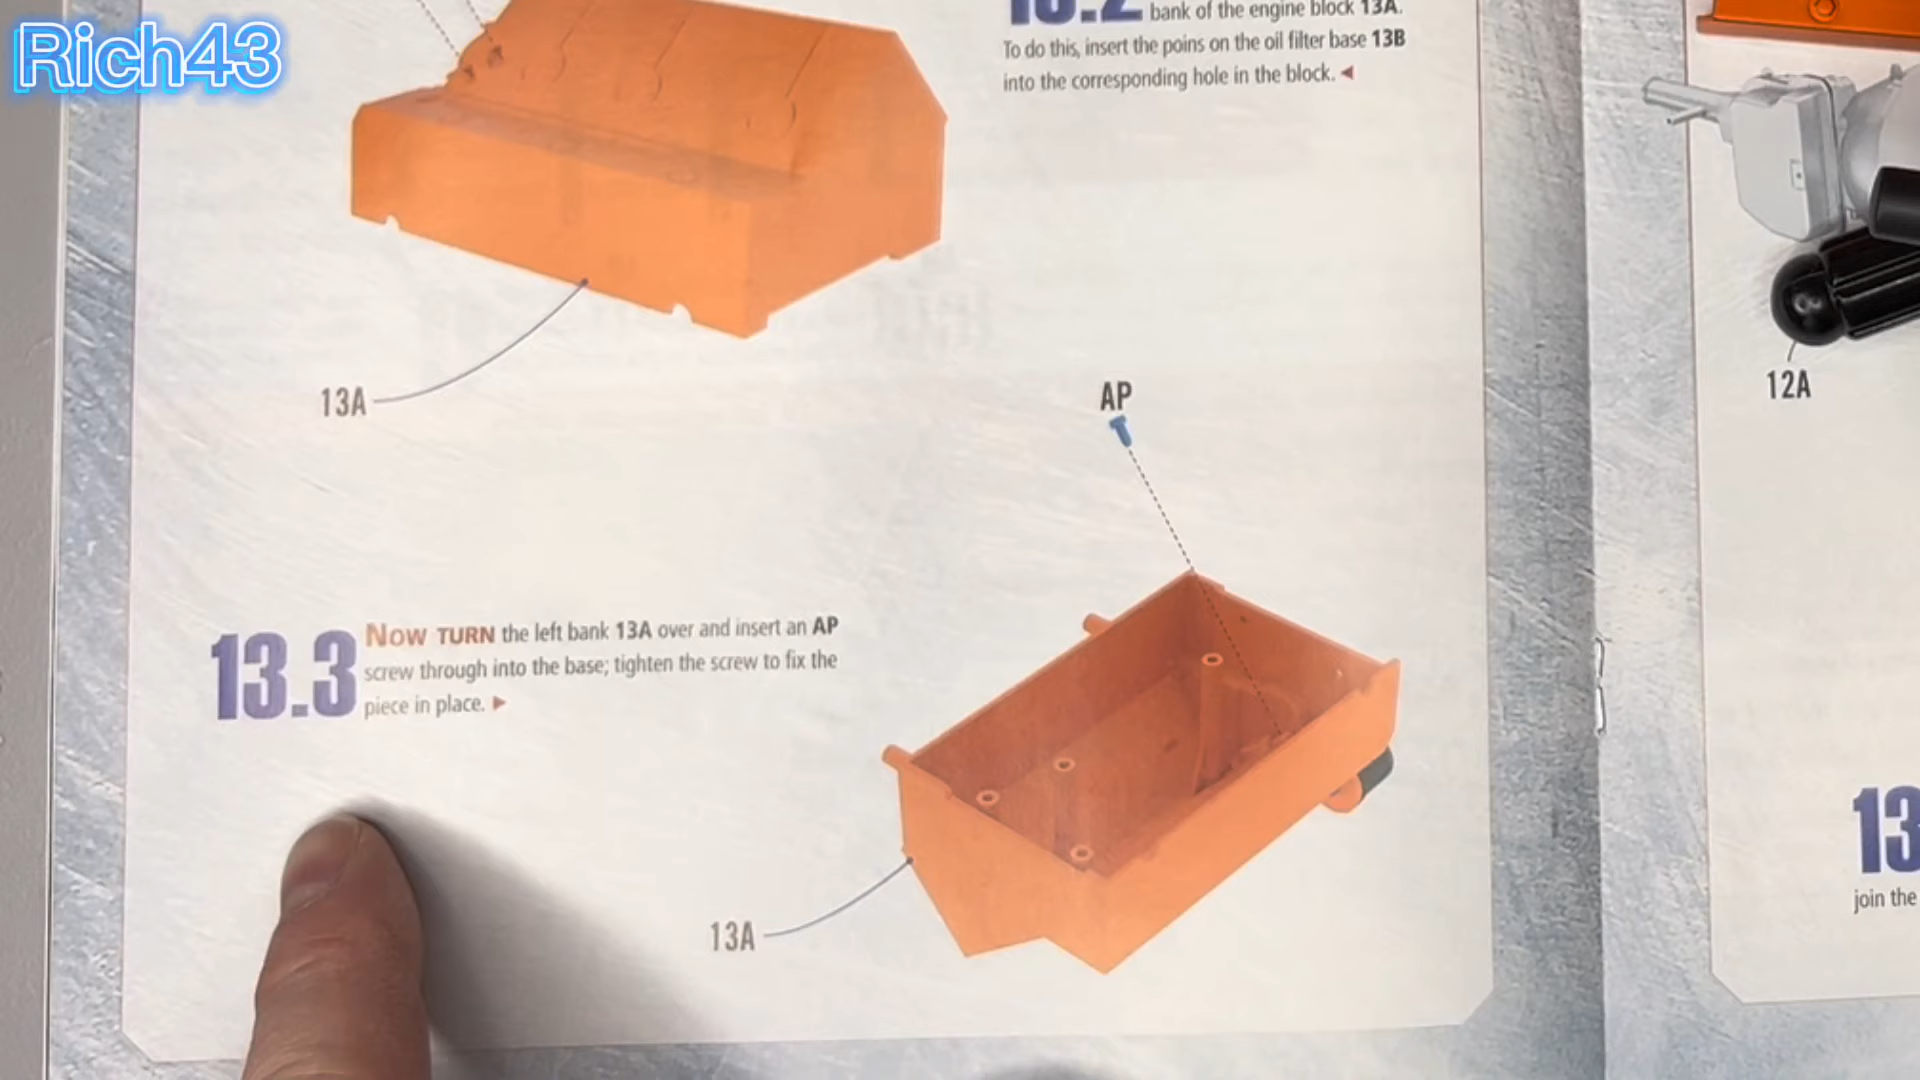 Rich43
13.2 bank of the engine block 13A.
To do this, insert the poins on the oil filter base 13B
into the corresponding hole in the block. ◄
13A
AP
12A
13.3 NOW TURN the left bank 13A over and insert an AP
screw through into the base; tighten the screw to fix the
piece in place. ►
13A
13
join the